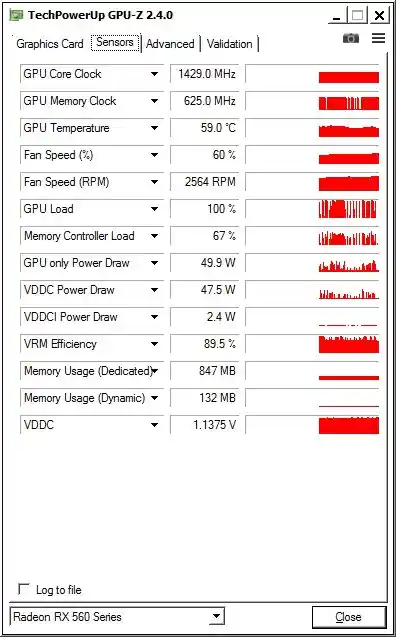 TechPowerUp GPU-Z 2.4.0
Graphics Card Sensors Advanced Validation
GPU Core Clock 1429.0 MHz
GPU Memory Clock 625.0 MHz
GPU Temperature 59.0 °C
Fan Speed (%) 60 %
Fan Speed (RPM) 2564 RPM
GPU Load 100 %
Memory Controller Load 67 %
GPU only Power Draw 49.9 W
VDDC Power Draw 47.5 W
VDDCI Power Draw 2.4 W
VRM Efficiency 89.5 %
Memory Usage (Dedicated) 847 MB
Memory Usage (Dynamic) 132 MB
VDDC 1.1375 V
Log to file
Radeon RX 560 Series Close